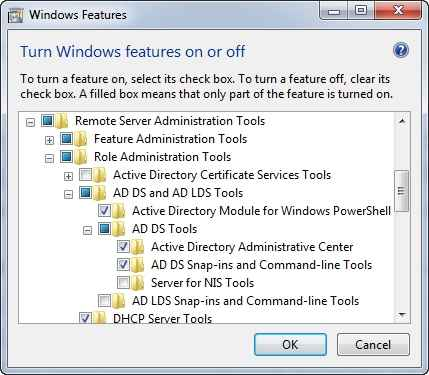 Windows Features
Turn Windows features on or off
To turn a feature on, select its check box. To turn a feature off, clear its
check box. A filled box means that only part of the feature is turned on.
Remote Server Administration Tools
Feature Administration Tools
Role Administration Tools
Active Directory Certificate Services Tools
AD DS and AD LDS Tools
Active Directory Module for Windows PowerShell
AD DS Tools
Active Directory Administrative Center
AD DS Snap-ins and Command-line Tools
Server for NIS Tools
AD LDS Snap-ins and Command-line Tools
DHCP Server Tools
OK
Cancel